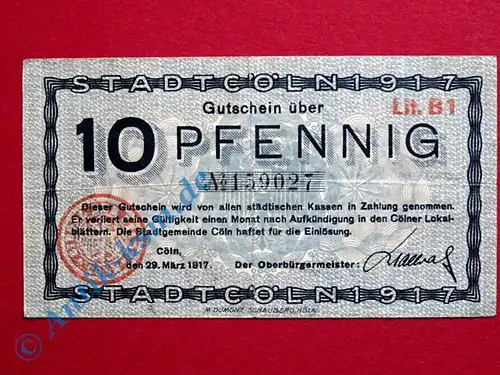 STADTCÖLN1917
Gutschein über
Lit. B1
10 PFENNIG
№159027
Dieser Gutschein wird von allen städtischen Kassen in Zahlung genommen.
Er verliert seine Gültigkeit einen Monat nach Aufkündigung in den Cölner Lokal-
blättern. Die Stadtgemeinde Cöln haftet für die Einlösung.
Cöln,
den 29. März 1917. Der Oberbürgermeister:
STADTCÖLN1917
M. DUMONT SCHAUBERG, KÖLN